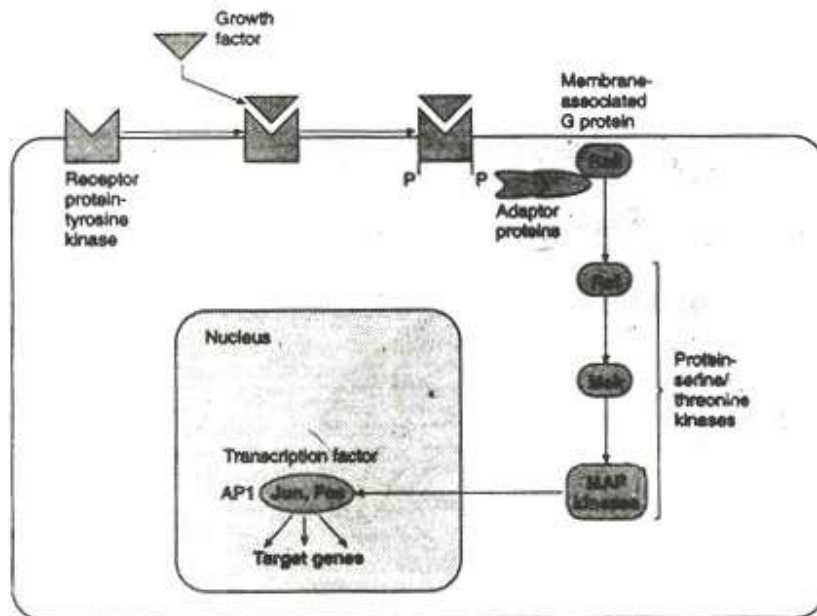 Growth
factor
Membrane-
associated
G protein
Receptor
protein-
tyrosine
kinase
P
P
Adaptor
proteins
Ras
Raf
Mek
MAP
kinases
Protein-
serine/
threonine
kinases
Nucleus
Transcription factor
AP1
Jun, Fos
Target genes